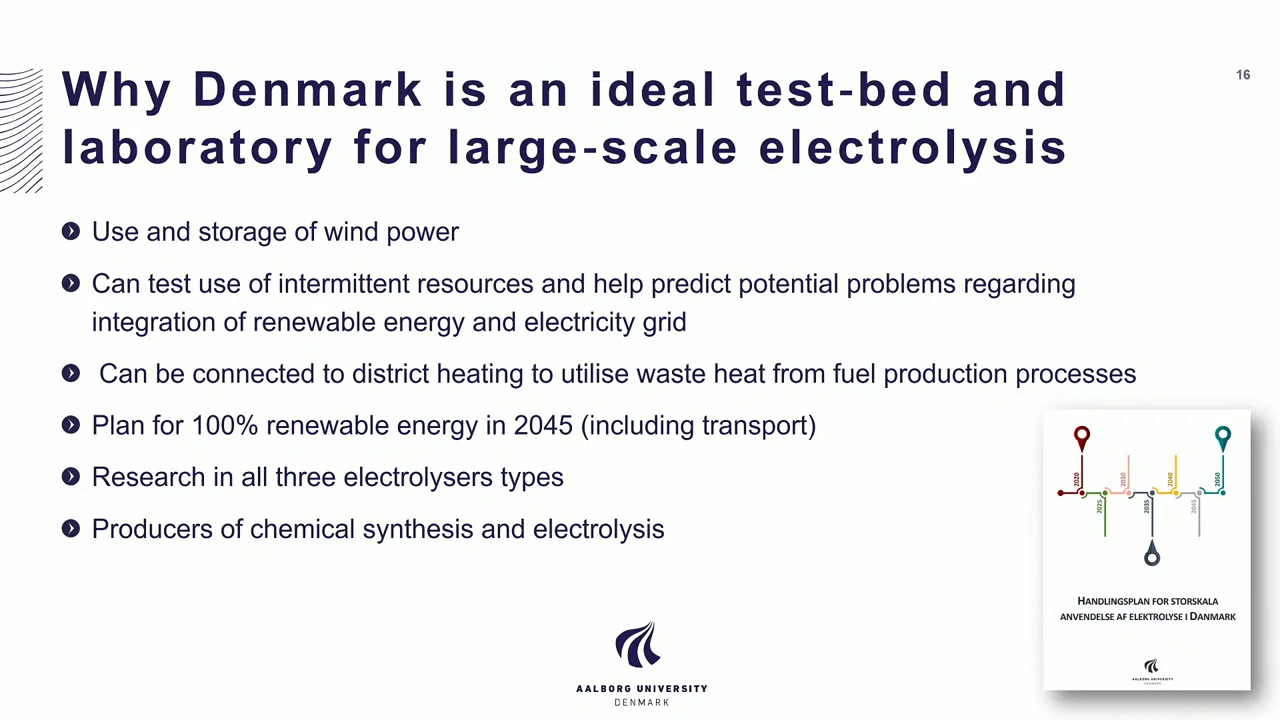 16
Why Denmark is an ideal test-bed and
laboratory for large-scale electrolysis
Use and storage of wind power
Can test use of intermittent resources and help predict potential problems regarding
integration of renewable energy and electricity grid
Can be connected to district heating to utilise waste heat from fuel production processes
Plan for 100% renewable energy in 2045 (including transport)
Research in all three electrolysers types
Producers of chemical synthesis and electrolysis
2020
2025
2030
2035
2040
2045
2050
HANDLINGSPLAN FOR STORSKALA
ANVENDELSE AF ELEKTROLYSE I DANMARK
AALBORG UNIVERSITY
DENMARK
AALBORG UNIVERSITY
DENMARK